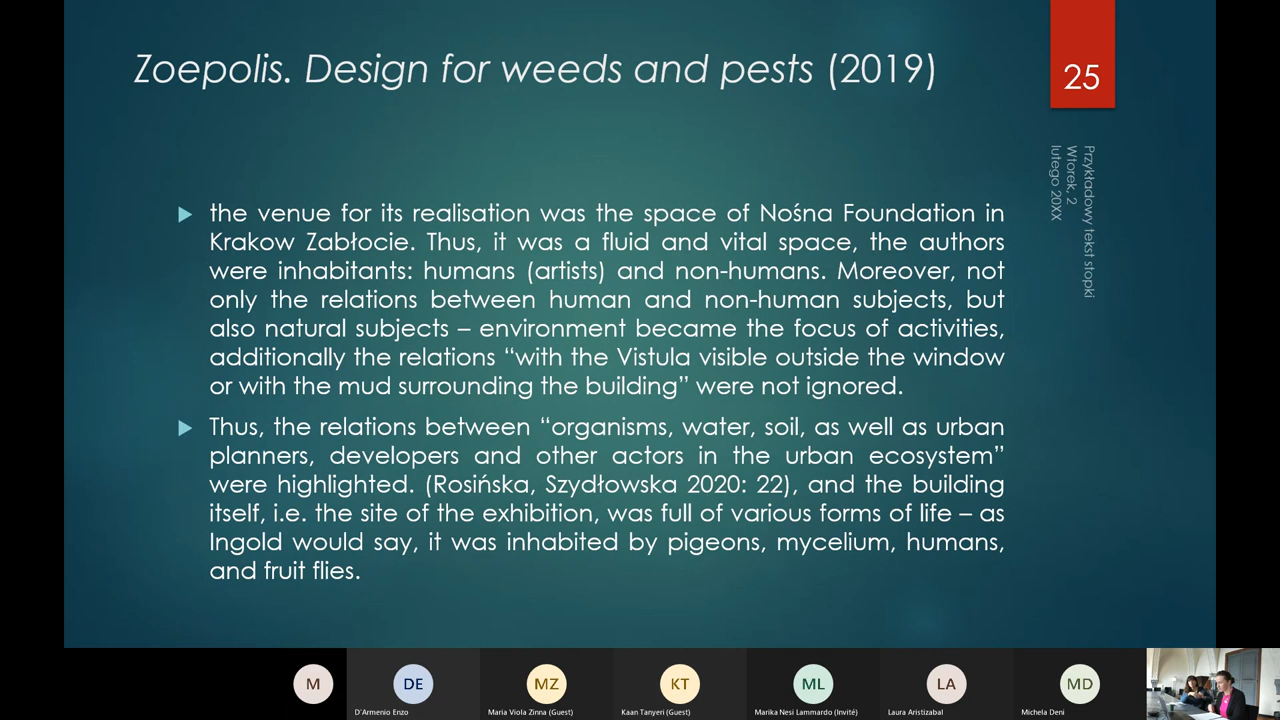 Zoepolis. Design for weeds and pests (2019)
25
Przykładowy tekst stopki
Wtorek, 2
lutego 20XX
the venue for its realisation was the space of Nośna Foundation in
Krakow Zabłocie. Thus, it was a fluid and vital space, the authors
were inhabitants: humans (artists) and non-humans. Moreover, not
only the relations between human and non-human subjects, but
also natural subjects – environment became the focus of activities,
additionally the relations “with the Vistula visible outside the window
or with the mud surrounding the building” were not ignored.
Thus, the relations between “organisms, water, soil, as well as urban
planners, developers and other actors in the urban ecosystem”
were highlighted. (Rosińska, Szydłowska 2020: 22), and the building
itself, i.e. the site of the exhibition, was full of various forms of life – as
Ingold would say, it was inhabited by pigeons, mycelium, humans,
and fruit flies.
M
DE
MZ
KT
ML
LA
MD
D'Armenio Enzo
Maria Viola Zinna (Guest)
Kaan Tanyeri (Guest)
Marika Nesi Lammardo (Invité)
Laura Aristizabal
Michela Deni